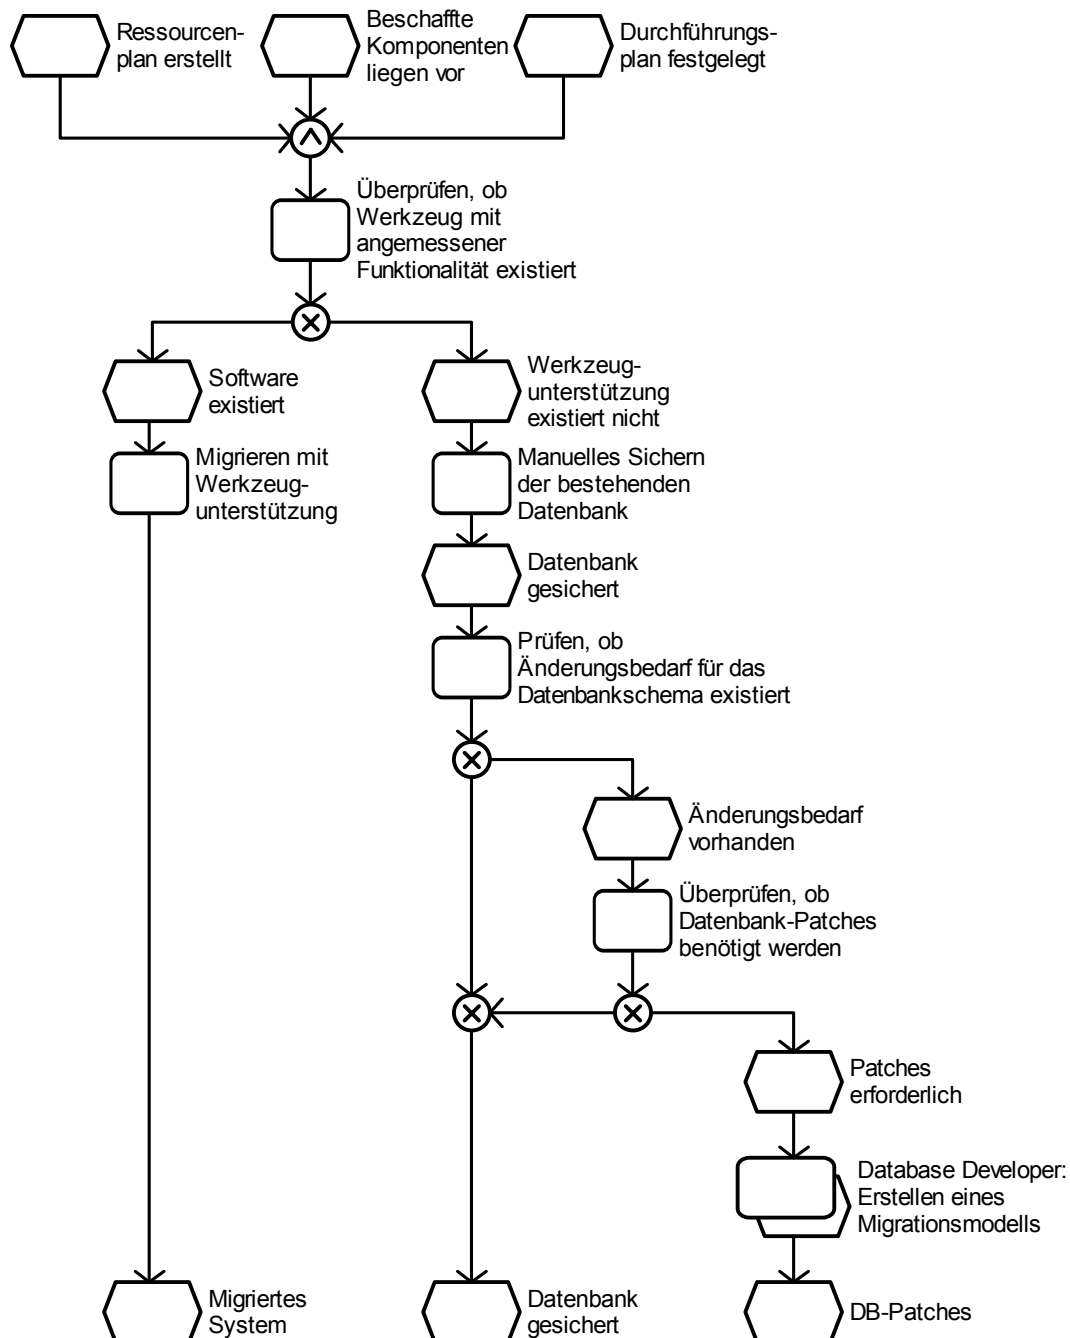 Ressourcen-
plan erstellt
Beschaffte
Komponenten
liegen vor
Durchführungs-
plan festgelegt
Überprüfen, ob
Werkzeug mit
angemessener
Funktionalität existiert
Software
existiert
Werkzeug-
unterstützung
existiert nicht
Migrieren mit
Werkzeug-
unterstützung
Manuelles Sichern
der bestehenden
Datenbank
Datenbank
gesichert
Prüfen, ob
Änderungsbedarf für das
Datenbankschema existiert
Änderungsbedarf
vorhanden
Überprüfen, ob
Datenbank-Patches
benötigt werden
Patches
erforderlich
Database Developer:
Erstellen eines
Migrationsmodells
Migriertes
System
Datenbank
gesichert
DB-Patches